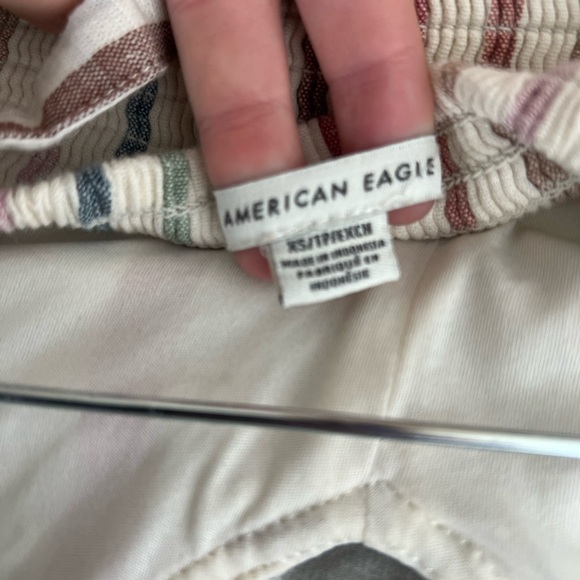 AMERICAN EAGLE
XS/TP/EXCH
MADE IN INDONESIA
FABRIQUÉ EN
INDONÉSIE